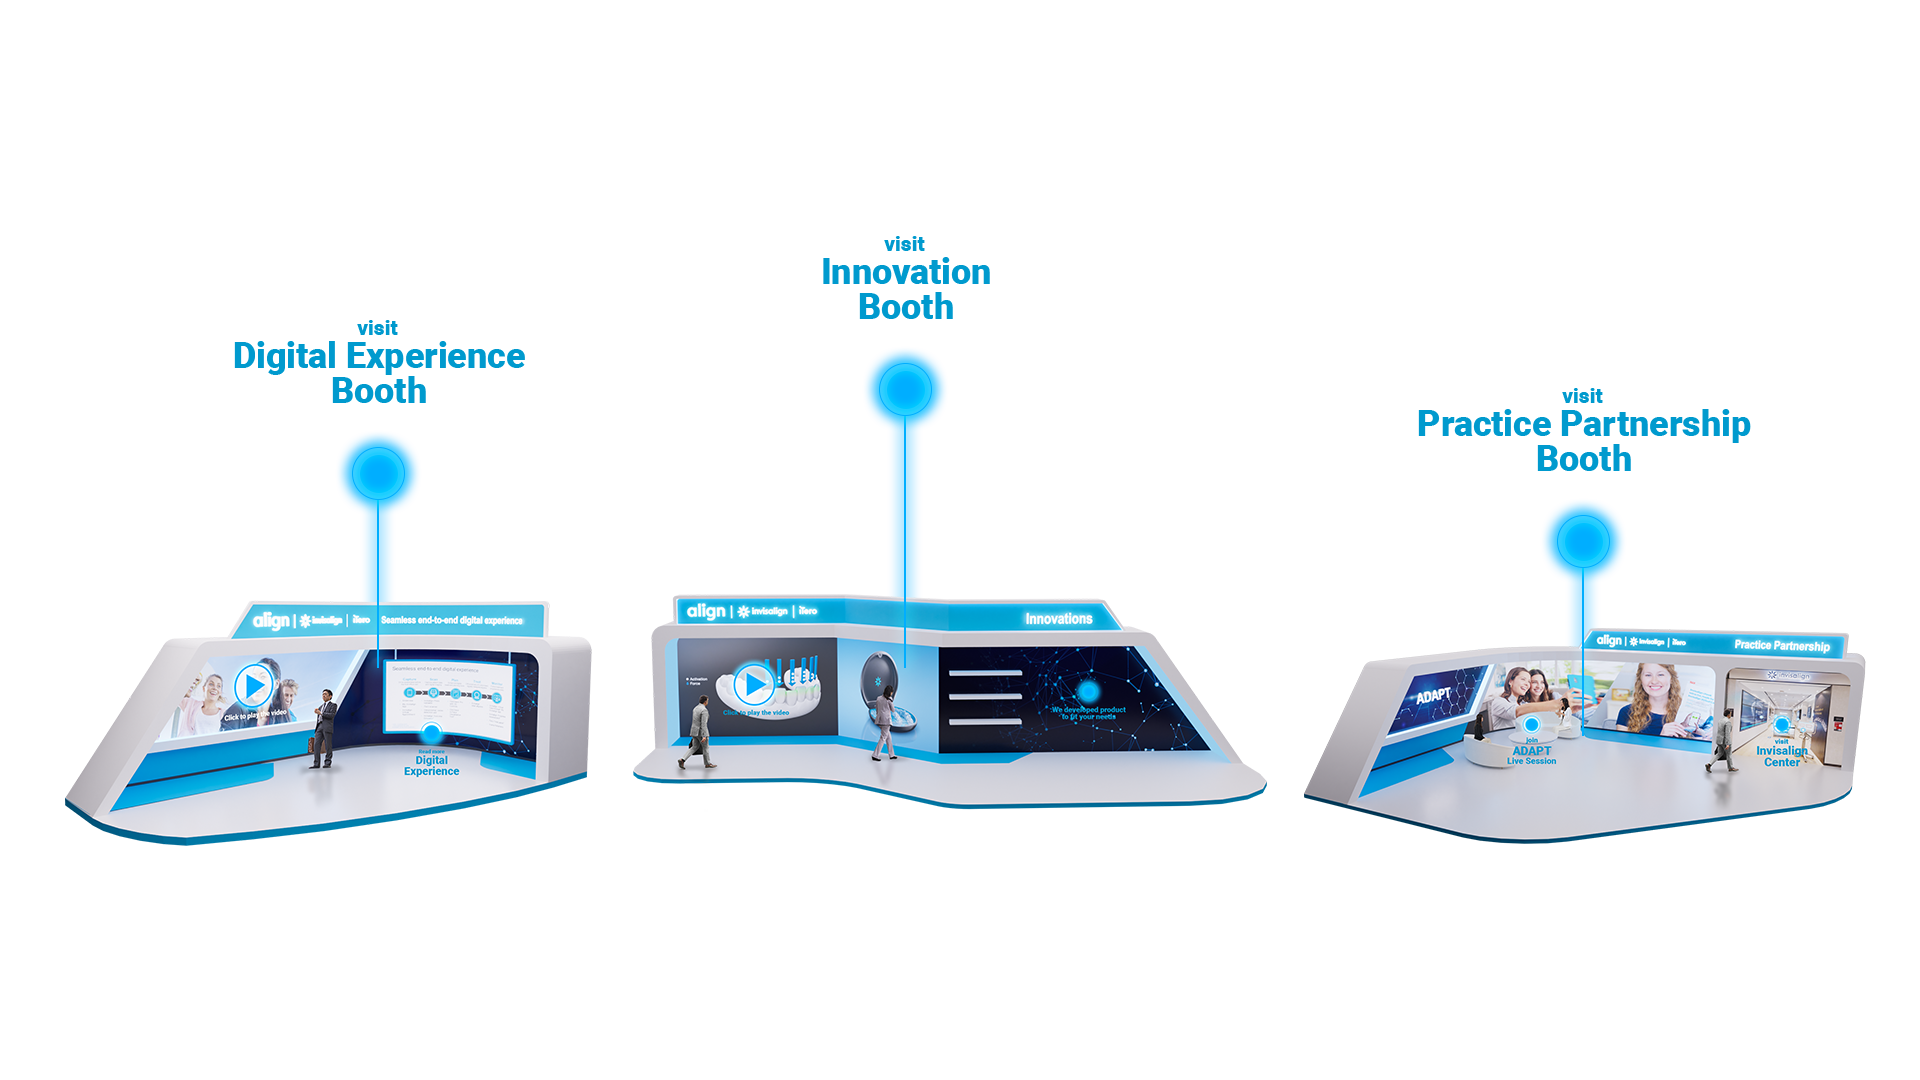 visit
Digital Experience
Booth
align | invisalign | iTero Seamless end-to-end digital experience
Click to play the video
Seamless end-to-end digital experience
Read more
Digital
Experience
visit
Innovation
Booth
align | invisalign | iTero
Innovations
Activation
Force
Click to play the video
We developed product
to fit your needs
visit
Practice Partnership
Booth
align | invisalign | iTero
Practice Partnership
ADAPT
join
ADAPT
Live Session
invisalign
visit
Invisalign
Center